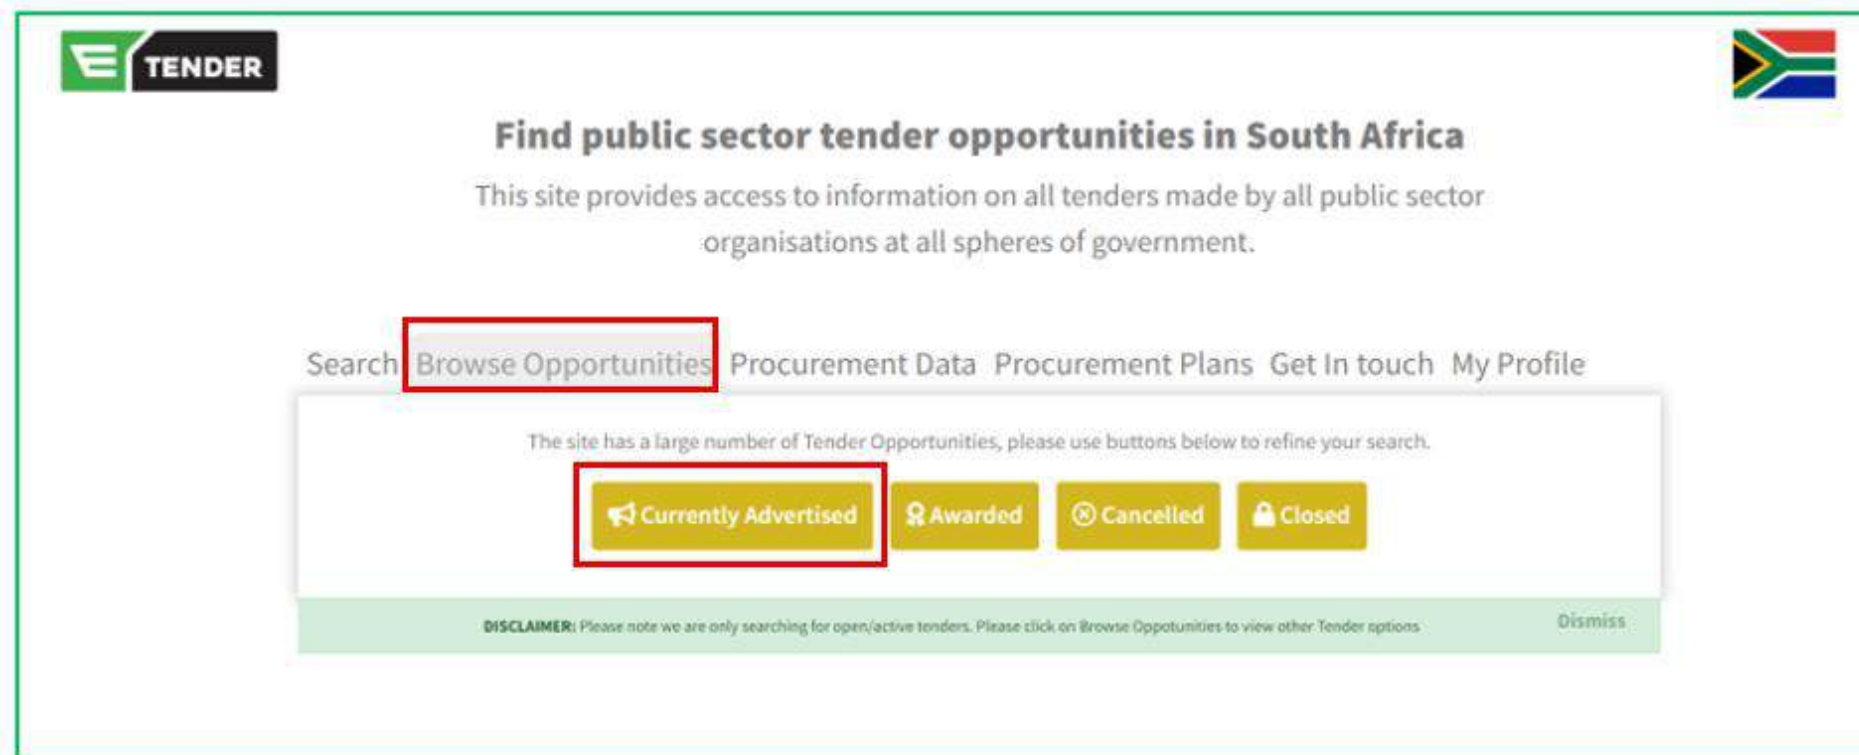 E TENDER
Find public sector tender opportunities in South Africa
This site provides access to information on all tenders made by all public sector
organisations at all spheres of government.
Search Browse Opportunities Procurement Data Procurement Plans Get In touch My Profile
The site has a large number of Tender Opportunities, please use buttons below to refine your search.
Currently Advertised Awarded Cancelled Closed
DISCLAIMER: Please note we are only searching for open/active tenders. Please click on Browse Oppotunities to view other Tender options Dismiss